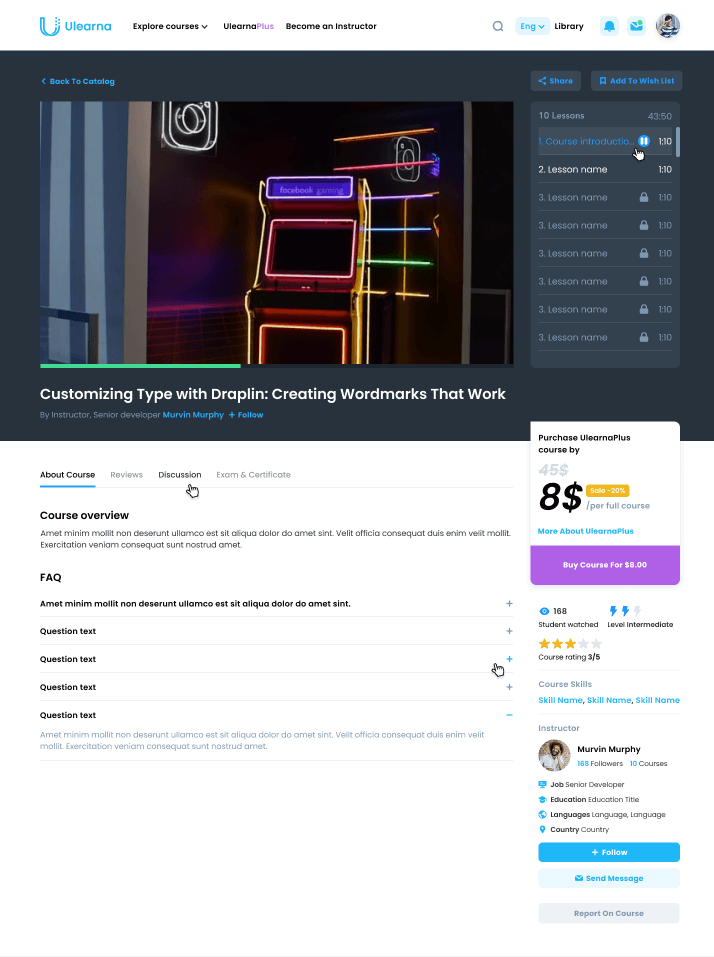 Ulearna
Explore courses
UlearnaPlus
Become an Instructor
Eng
Library
Back To Catalog
Share
Add To Wish List
facebook gaming
10 Lessons 43:50
1. Course introductio... 1:10
2. Lesson name 1:10
3. Lesson name 1:10
3. Lesson name 1:10
3. Lesson name 1:10
3. Lesson name 1:10
3. Lesson name 1:10
3. Lesson name 1:10
Customizing Type with Draplin: Creating Wordmarks That Work
By Instructor, Senior developer Murvin Murphy + Follow
About Course
Reviews
Discussion
Exam & Certificate
Course overview
Amet minim mollit non deserunt ullamco est sit aliqua dolor do amet sint. Velit officia consequat duis enim velit mollit.
Exercitation veniam consequat sunt nostrud amet.
FAQ
Amet minim mollit non deserunt ullamco est sit aliqua dolor do amet sint. +
Question text +
Question text +
Question text +
Question text −
Amet minim mollit non deserunt ullamco est sit aliqua dolor do amet sint. Velit officia consequat duis enim velit
mollit. Exercitation veniam consequat sunt nostrud amet.
Purchase UlearnaPlus
course by
45$
8$
Sale -20%
/per full course
More About UlearnaPlus
Buy Course For $8.00
168
Student watched
Level Intermediate
Course rating 3/5
Course Skills
Skill Name, Skill Name, Skill Name
Instructor
Murvin Murphy
168 Followers 10 Courses
Job Senior Developer
Education Education Title
Languages Language, Language
Country Country
+ Follow
Send Message
Report On Course